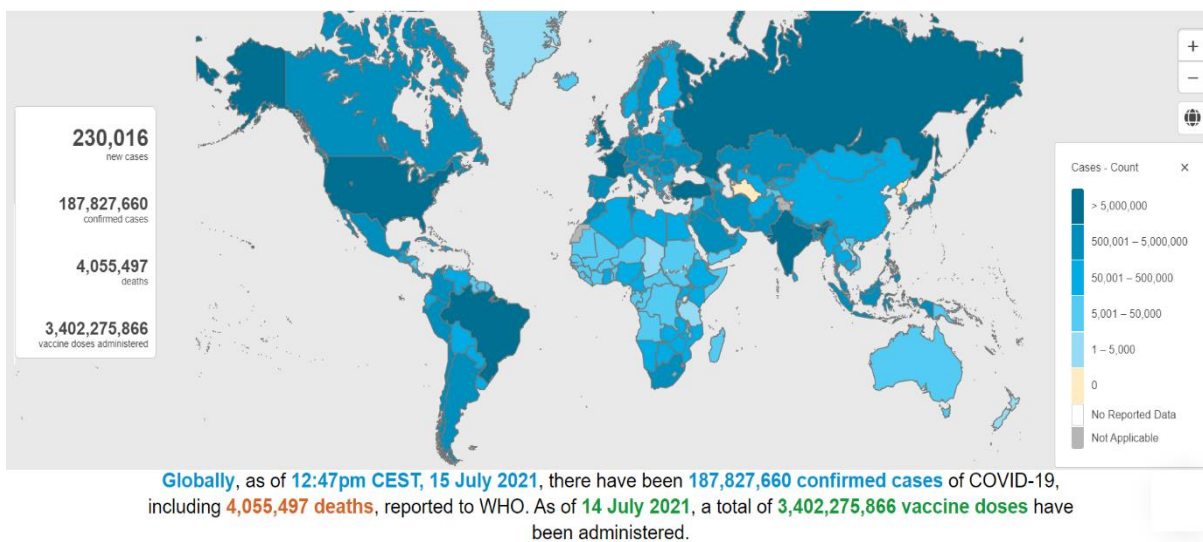 230,016
new cases
187,827,660
confirmed cases
4,055,497
deaths
3,402,275,866
vaccine doses administered
+
−
Cases - Count ×
> 5,000,000
500,001 – 5,000,000
50,001 – 500,000
5,001 – 50,000
1 – 5,000
0
No Reported Data
Not Applicable
Globally, as of 12:47pm CEST, 15 July 2021, there have been 187,827,660 confirmed cases of COVID-19,
including 4,055,497 deaths, reported to WHO. As of 14 July 2021, a total of 3,402,275,866 vaccine doses have
been administered.